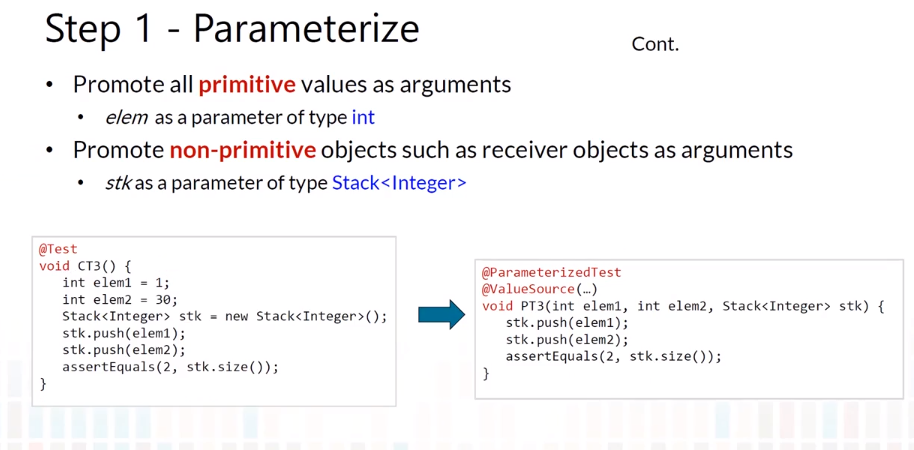 Step 1 - Parameterize
Cont.
• Promote all primitive values as arguments
• elem as a parameter of type int
• Promote non-primitive objects such as receiver objects as arguments
• stk as a parameter of type Stack<Integer>
@Test
void CT3() {
int elem1 = 1;
int elem2 = 30;
Stack<Integer> stk = new Stack<Integer>();
stk.push(elem1);
stk.push(elem2);
assertEquals(2, stk.size());
}
@ParameterizedTest
@ValueSource(…)
void PT3(int elem1, int elem2, Stack<Integer> stk) {
stk.push(elem1);
stk.push(elem2);
assertEquals(2, stk.size());
}